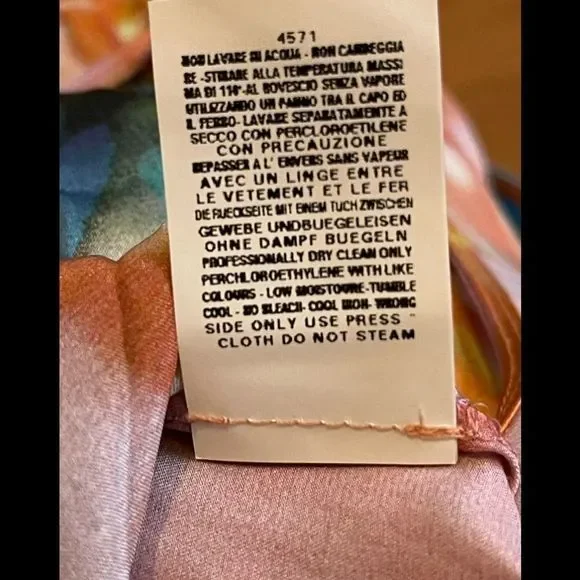 4571
NON LAVARE IN ACQUA - NON CANDEGGIA
RE -STIRARE ALLA TEMPERATURA MASSI
MA DI 110°-AL ROVESCIO SENZA VAPORE
UTILIZZANDO UN PANNO TRA IL CAPO ED
IL FERRO- LAVARE SEPARATAMENTE A
SECCO CON PERCLOROETILENE
CON PRECAUZIONE
REPASSER A L' ENVERS SANS VAPEUR
AVEC UN LINGE ENTRE
LE VETEMENT ET LE FER
DIE RUECKSEITE MIT EINEM TUCH ZWISCHEN
GEWEBE UNDBUEGELEISEN
OHNE DAMPF BUEGELN
PROFESSIONALLY DRY CLEAN ONLY
PERCHLOROETHYLENE WITH LIKE
COLOURS - LOW MOISTOURE-TUMBLE
COOL - NO BLEACH- COOL IRON- WRONG
SIDE ONLY USE PRESS
CLOTH DO NOT STEAM